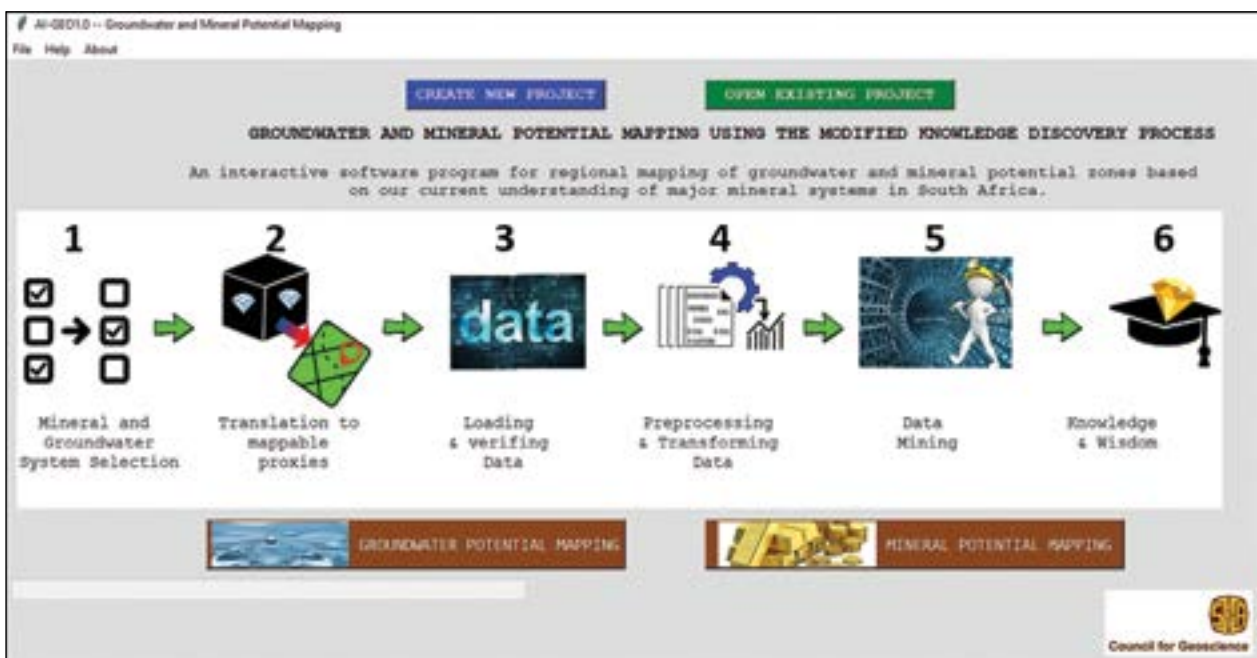 AI-GEO1.0 -- Groundwater and Mineral Potential Mapping
File Help About
CREATE NEW PROJECT
OPEN EXISTING PROJECT
GROUNDWATER AND MINERAL POTENTIAL MAPPING USING THE MODIFIED KNOWLEDGE DISCOVERY PROCESS
An interactive software program for regional mapping of groundwater and mineral potential zones based
on our current understanding of major mineral systems in South Africa.
1
2
3
4
5
6
data
Mineral and
Groundwater
System Selection
Translation to
mappable
proxies
Loading
& verifing
Data
Preprocessing
& Transforming
Data
Data
Mining
Knowledge
& Wisdom
GROUNDWATER POTENTIAL MAPPING
MINERAL POTENTIAL MAPPING
Council for Geoscience